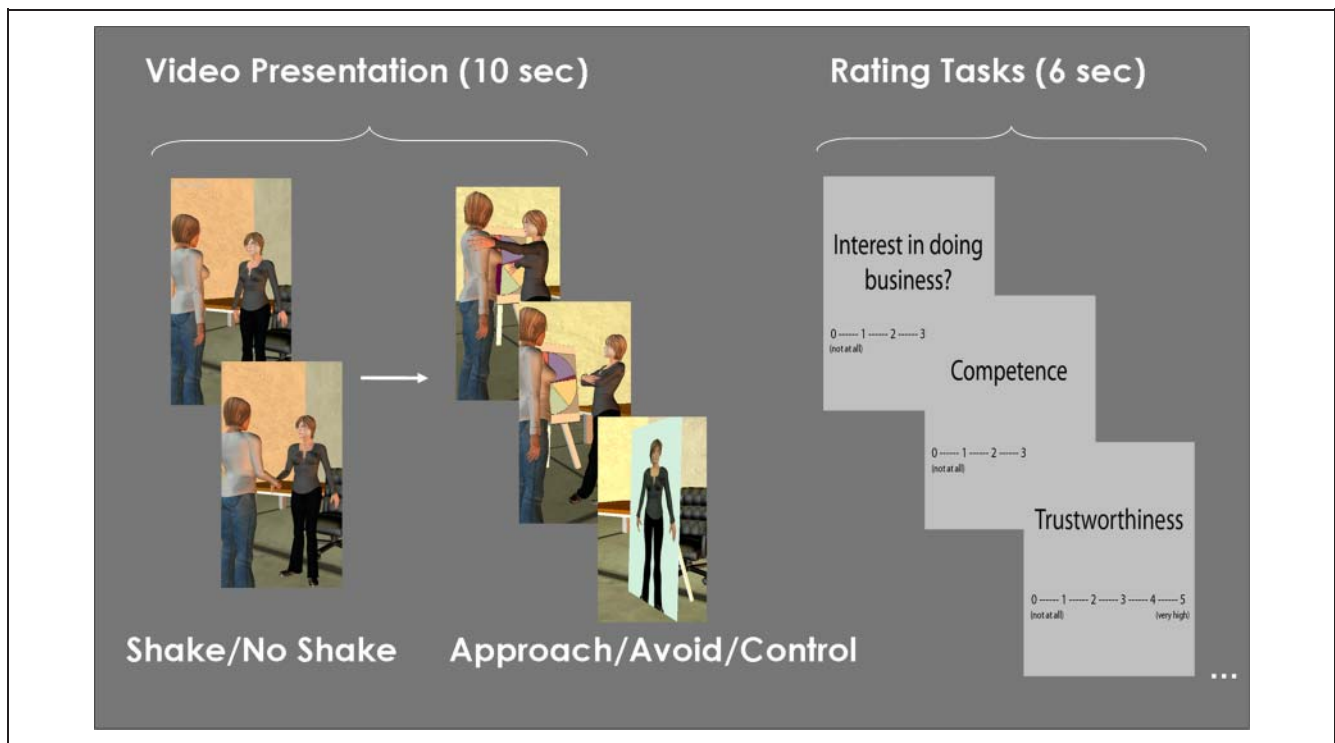 Video Presentation (10 sec)
Rating Tasks (6 sec)
Interest in doing
business?
0 ------ 1 ------ 2 ------ 3
(not at all)
Competence
0 ------ 1 ------ 2 ------ 3
(not at all)
Trustworthiness
0 ------ 1 ------ 2 ------ 3 ------ 4 ------ 5
(not at all) (very high)
Shake/No Shake
Approach/Avoid/Control
...